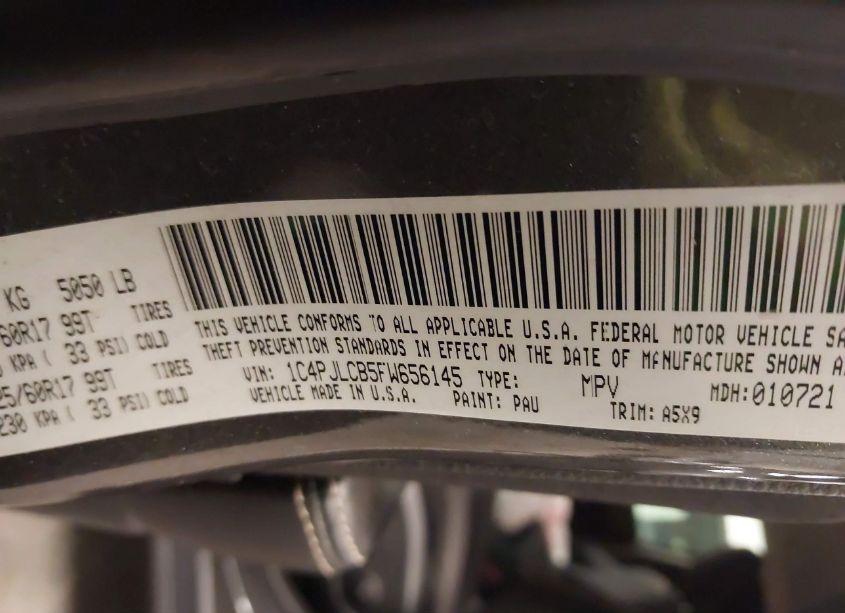 KG 5050 LB
60R17 99T TIRES
KPA ( 33 PSI) COLD
25/60R17 99T TIRES
230 KPA ( 33 PSI) COLD
THIS VEHICLE CONFORMS TO ALL APPLICABLE U.S.A. FEDERAL MOTOR VEHICLE SA
THEFT PREVENTION STANDARDS IN EFFECT ON THE DATE OF MANUFACTURE SHOWN A
VIN: 1C4PJLCB5FW656145 TYPE: MPV MDH:010721
VEHICLE MADE IN U.S.A. PAINT: PAU TRIM: A5X9